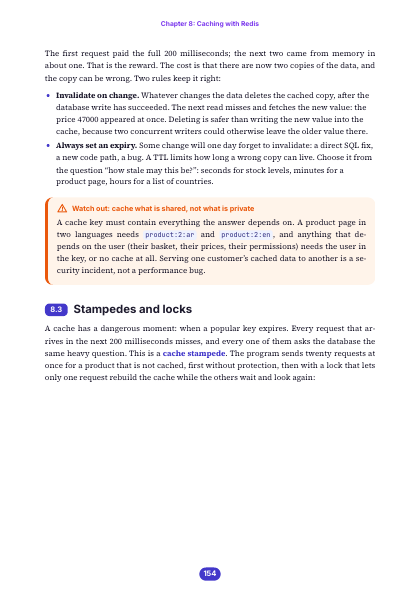 Chapter 8: Caching with Redis
The first request paid the full 200 milliseconds; the next two came from memory in
about one. That is the reward. The cost is that there are now two copies of the data, and
the copy can be wrong. Two rules keep it right:
• Invalidate on change. Whatever changes the data deletes the cached copy, after the
database write has succeeded. The next read misses and fetches the new value: the
price 47000 appeared at once. Deleting is safer than writing the new value into the
cache, because two concurrent writers could otherwise leave the older value there.
• Always set an expiry. Some change will one day forget to invalidate: a direct SQL fix,
a new code path, a bug. A TTL limits how long a wrong copy can live. Choose it from
the question “how stale may this be?”: seconds for stock levels, minutes for a
product page, hours for a list of countries.
Watch out: cache what is shared, not what is private
A cache key must contain everything the answer depends on. A product page in
two languages needs product:2:ar and product:2:en, and anything that de-
pends on the user (their basket, their prices, their permissions) needs the user in
the key, or no cache at all. Serving one customer’s cached data to another is a se-
curity incident, not a performance bug.
8.3 Stampedes and locks
A cache has a dangerous moment: when a popular key expires. Every request that ar-
rives in the next 200 milliseconds misses, and every one of them asks the database the
same heavy question. This is a cache stampede. The program sends twenty requests at
once for a product that is not cached, first without protection, then with a lock that lets
only one request rebuild the cache while the others wait and look again:
154